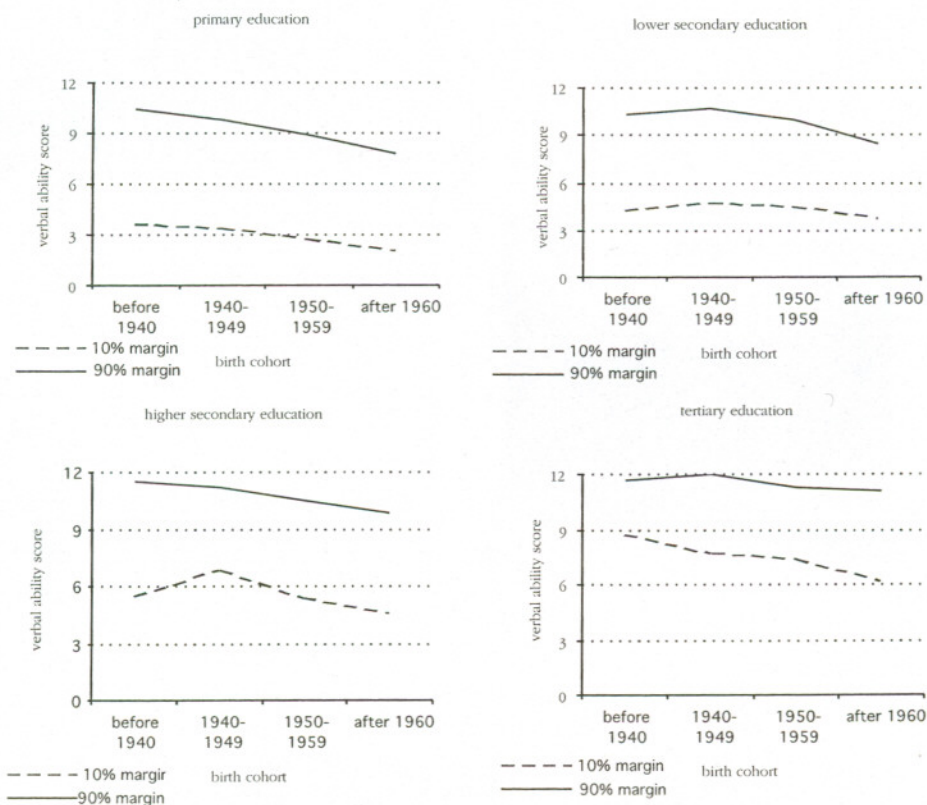 primary education
verbal ability score
12
9
6
3
0
before 1940
1940-1949
1950-1959
after 1960
10% margin
90% margin
birth cohort
lower secondary education
verbal ability score
12
9
6
3
0
before 1940
1940-1949
1950-1959
after 1960
10% margin
90% margin
birth cohort
higher secondary education
verbal ability score
12
9
6
3
0
before 1940
1940-1949
1950-1959
after 1960
10% margir
90% margin
birth cohort
tertiary education
verbal ability score
12
9
6
3
0
before 1940
1940-1949
1950-1959
after 1960
10% margin
90% margin
birth cohort